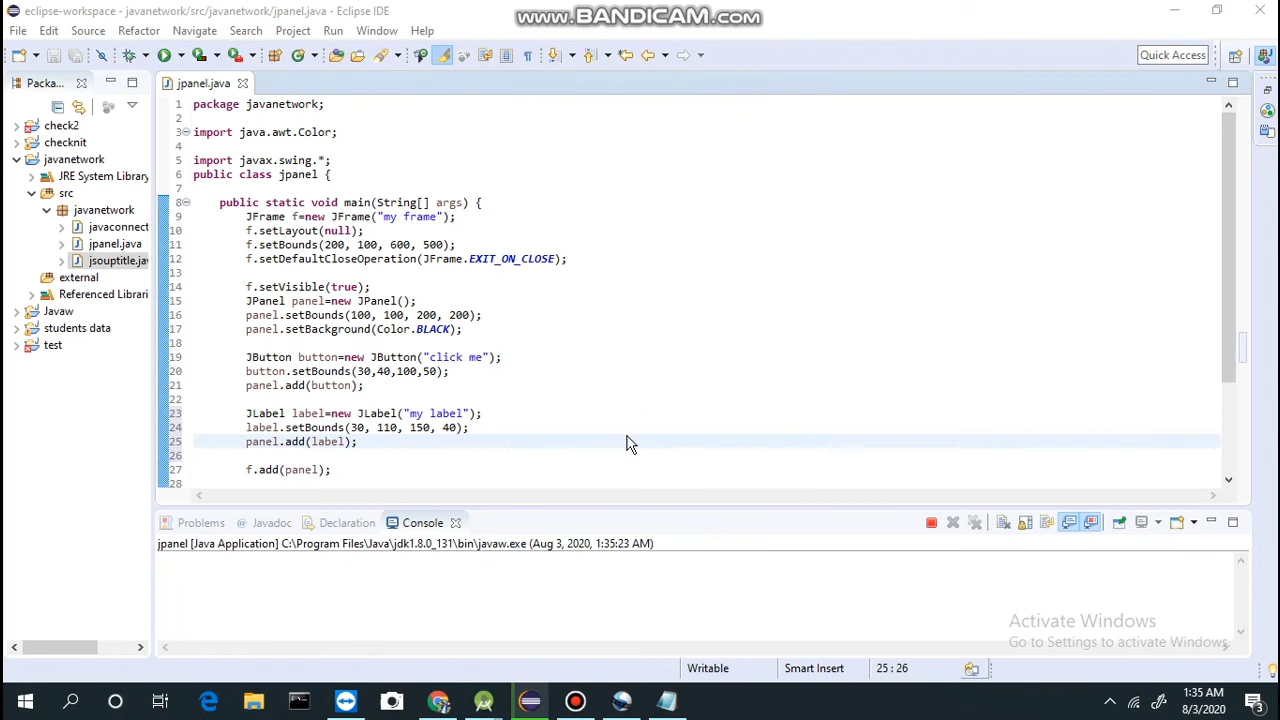 eclipse-workspace - javanetwork/src/javanetwork/jpanel.java - Eclipse IDE
www.BANDICAM.com
File Edit Source Refactor Navigate Search Project Run Window Help
Quick Access
Packa...
jpanel.java
check2
checknit
javanetwork
JRE System Library
src
javanetwork
javaconnect
jpanel.java
jsouptitle.jav
external
Referenced Librari
Javaw
students data
test
1 package javanetwork;
2
3 import java.awt.Color;
4
5 import javax.swing.*;
6 public class jpanel {
7
8 public static void main(String[] args) {
9 JFrame f=new JFrame("my frame");
10 f.setLayout(null);
11 f.setBounds(200, 100, 600, 500);
12 f.setDefaultCloseOperation(JFrame.EXIT_ON_CLOSE);
13
14 f.setVisible(true);
15 JPanel panel=new JPanel();
16 panel.setBounds(100, 100, 200, 200);
17 panel.setBackground(Color.BLACK);
18
19 JButton button=new JButton("click me");
20 button.setBounds(30,40,100,50);
21 panel.add(button);
22
23 JLabel label=new JLabel("my label");
24 label.setBounds(30, 110, 150, 40);
25 panel.add(label);
26
27 f.add(panel);
28
Problems @ Javadoc Declaration Console
jpanel [Java Application] C:\Program Files\Java\jdk1.8.0_131\bin\javaw.exe (Aug 3, 2020, 1:35:23 AM)
Activate Windows
Go to Settings to activate Windows.
Writable Smart Insert 25 : 26
1:35 AM
8/3/2020
3